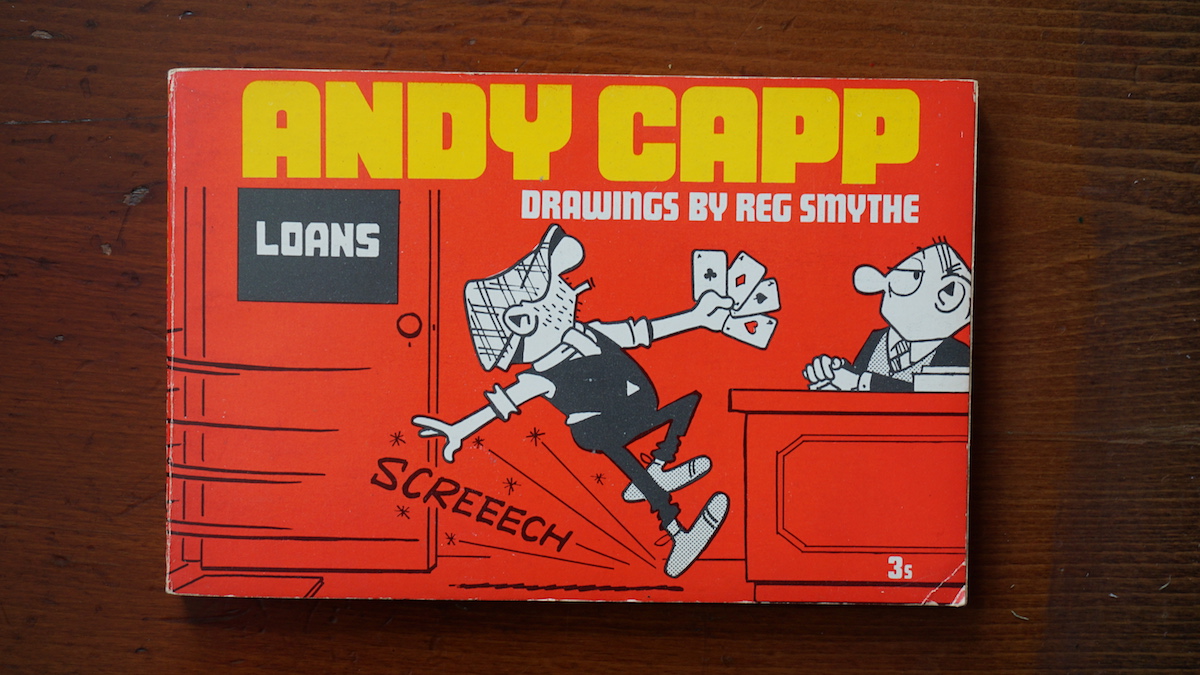 ANDY CAPP
DRAWINGS BY REG SMYTHE
LOANS
SCREEECH
3s